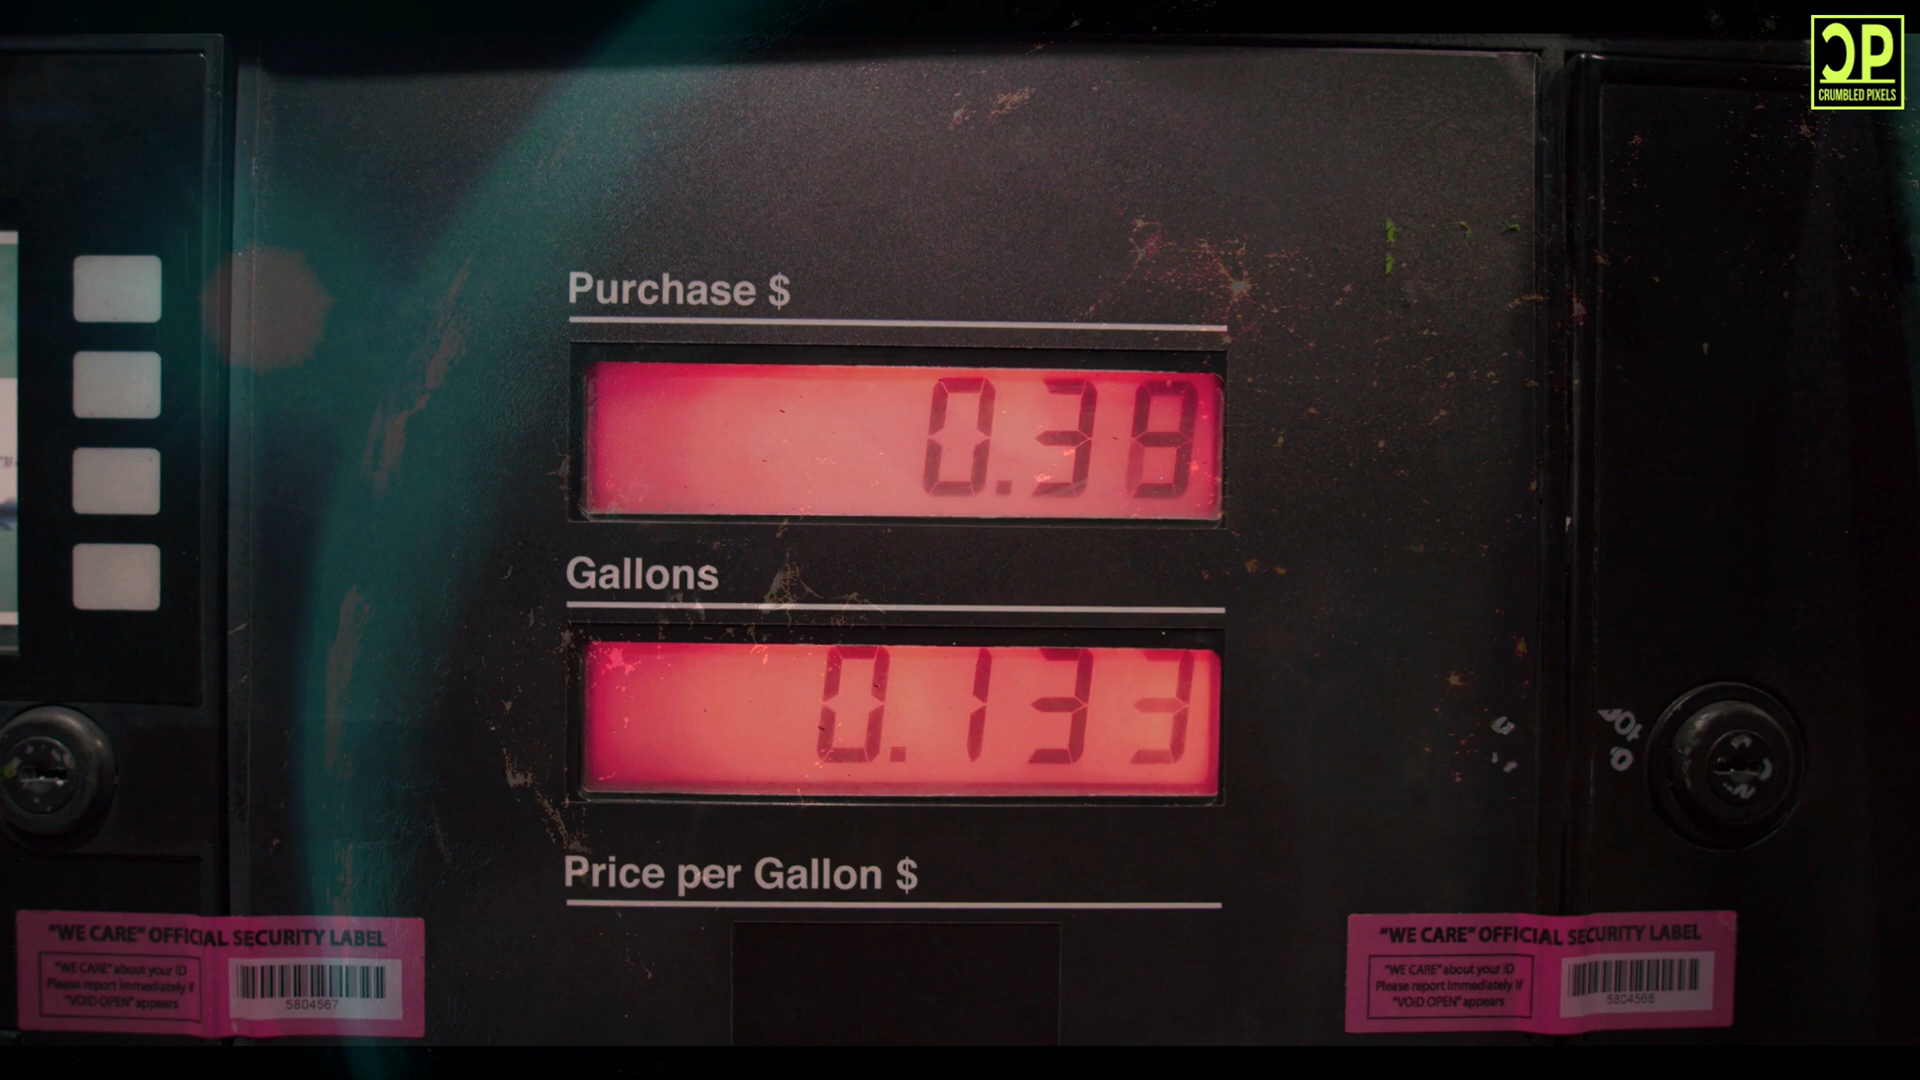 CP
CRUMBLED PIXELS
Purchase $
0.38
Gallons
0.133
Price per Gallon $
"WE CARE" OFFICIAL SECURITY LABEL
"WE CARE" about your ID
Please report immediately if
"VOID OPEN" appears
5804567
"WE CARE" OFFICIAL SECURITY LABEL
"WE CARE" about your ID
Please report immediately if
"VOID OPEN" appears
5804568